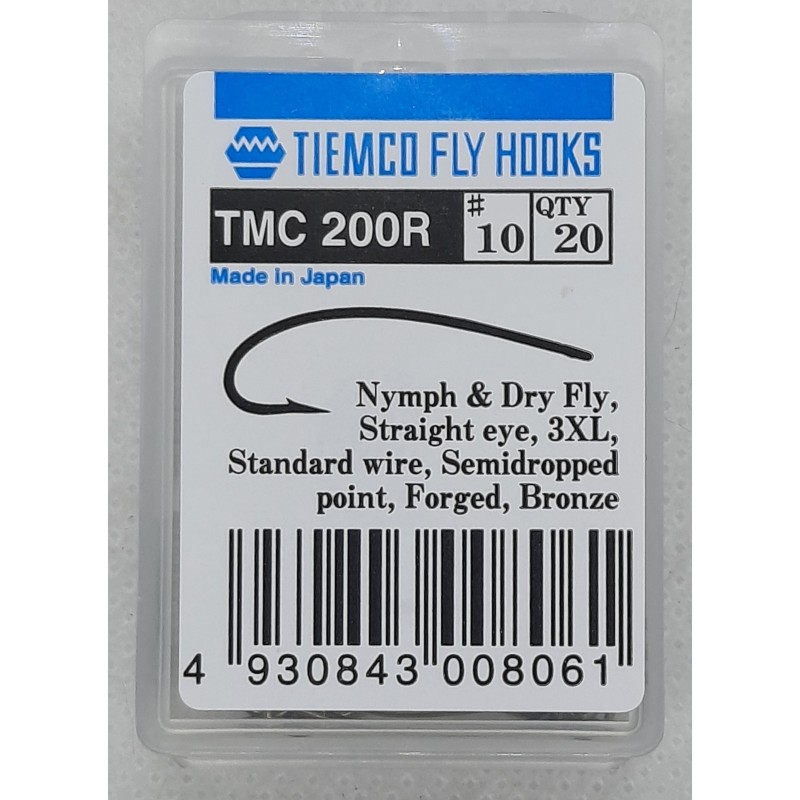 TIEMCO FLY HOOKS
TMC 200R # 10 QTY 20
Made in Japan
Nymph & Dry Fly,
Straight eye, 3XL,
Standard wire, Semidropped
point, Forged, Bronze
4 930843 008061